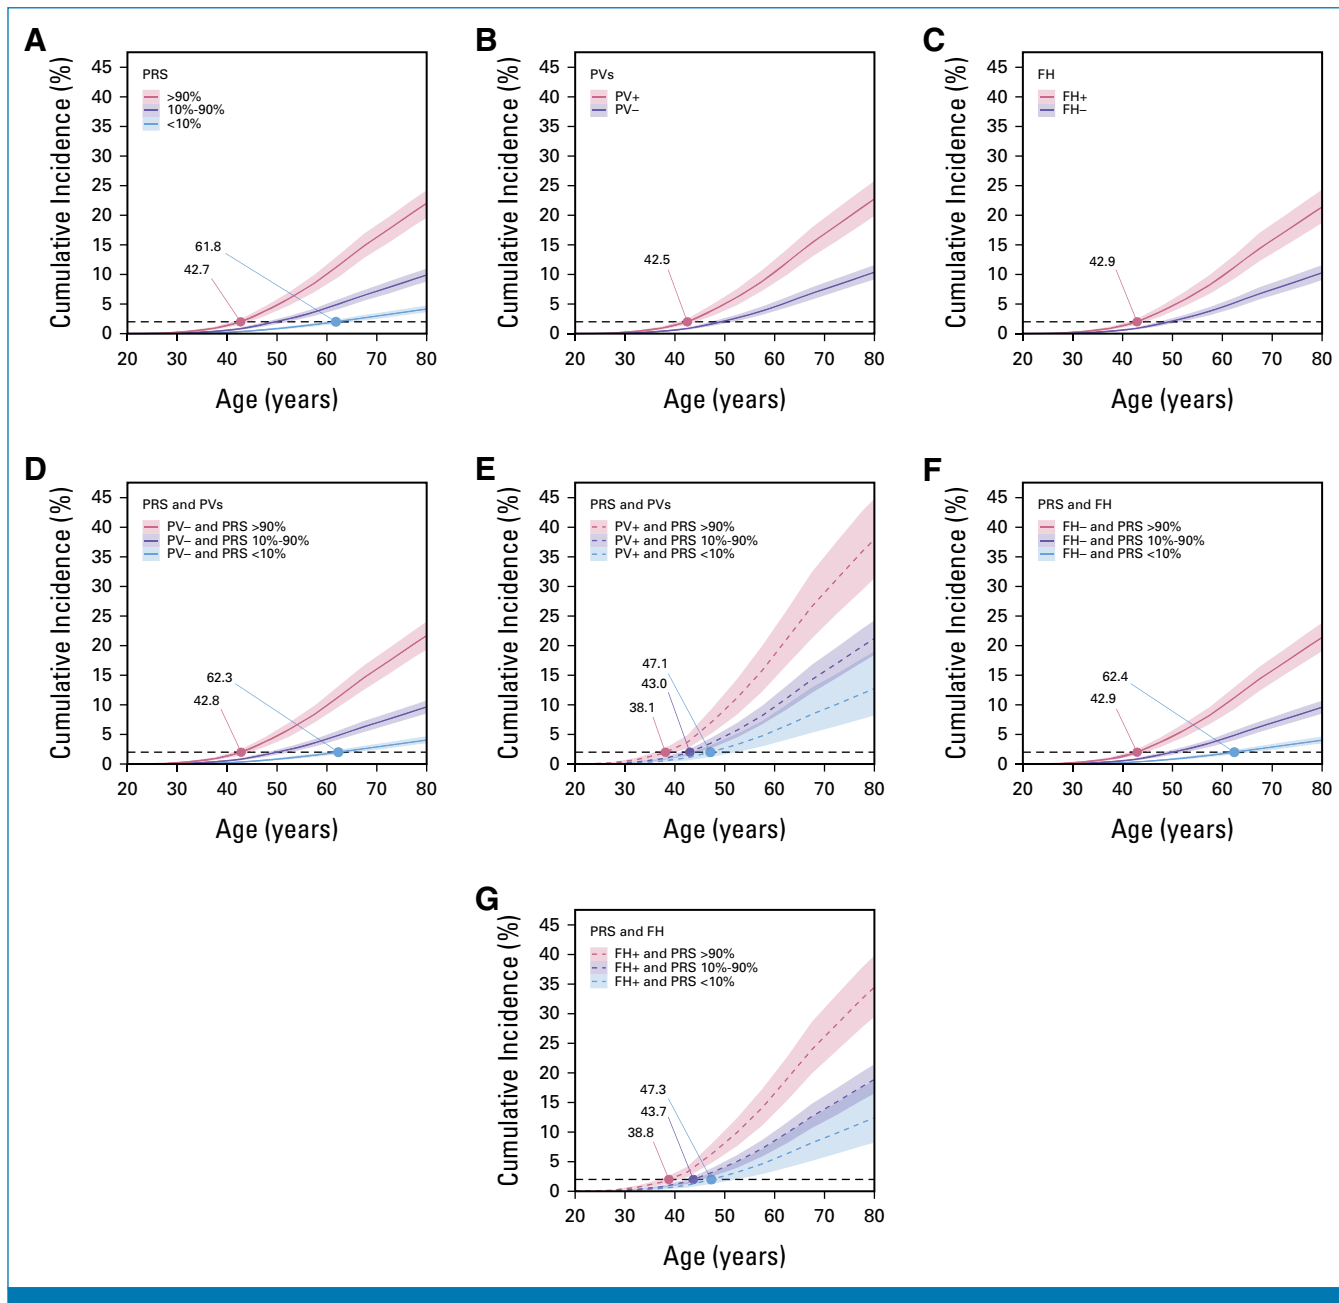 A
Cumulative Incidence (%)
45
40
35
30
25
20
15
10
5
0
PRS
>90%
10%-90%
<10%
61.8
42.7
20 30 40 50 60 70 80
Age (years)
B
Cumulative Incidence (%)
45
40
35
30
25
20
15
10
5
0
PVs
PV+
PV–
42.5
20 30 40 50 60 70 80
Age (years)
C
Cumulative Incidence (%)
45
40
35
30
25
20
15
10
5
0
FH
FH+
FH–
42.9
20 30 40 50 60 70 80
Age (years)
D
Cumulative Incidence (%)
45
40
35
30
25
20
15
10
5
0
PRS and PVs
PV– and PRS >90%
PV– and PRS 10%-90%
PV– and PRS <10%
62.3
42.8
20 30 40 50 60 70 80
Age (years)
E
Cumulative Incidence (%)
45
40
35
30
25
20
15
10
5
0
PRS and PVs
PV+ and PRS >90%
PV+ and PRS 10%-90%
PV+ and PRS <10%
47.1
43.0
38.1
20 30 40 50 60 70 80
Age (years)
F
Cumulative Incidence (%)
45
40
35
30
25
20
15
10
5
0
PRS and FH
FH– and PRS >90%
FH– and PRS 10%-90%
FH– and PRS <10%
62.4
42.9
20 30 40 50 60 70 80
Age (years)
G
Cumulative Incidence (%)
45
40
35
30
25
20
15
10
5
0
PRS and FH
FH+ and PRS >90%
FH+ and PRS 10%-90%
FH+ and PRS <10%
47.3
43.7
38.8
20 30 40 50 60 70 80
Age (years)